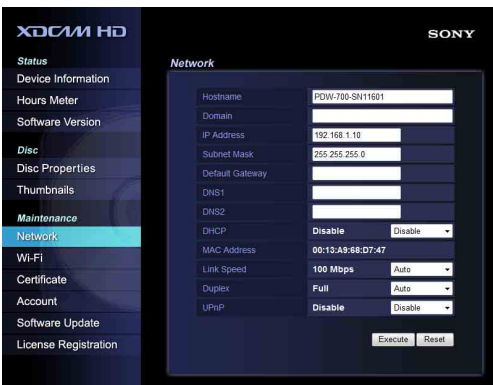 XDCAM HD
SONY
Status
Device Information
Hours Meter
Software Version
Disc
Disc Properties
Thumbnails
Maintenance
Network
Wi-Fi
Certificate
Account
Software Update
License Registration
Network
Hostname PDW-700-SN11601
Domain
IP Address 192.168.1.10
Subnet Mask 255.255.255.0
Default Gateway
DNS1
DNS2
DHCP Disable Disable
MAC Address 00:13:A9:68:D7:47
Link Speed 100 Mbps Auto
Duplex Full Auto
UPnP Disable Disable
Execute Reset